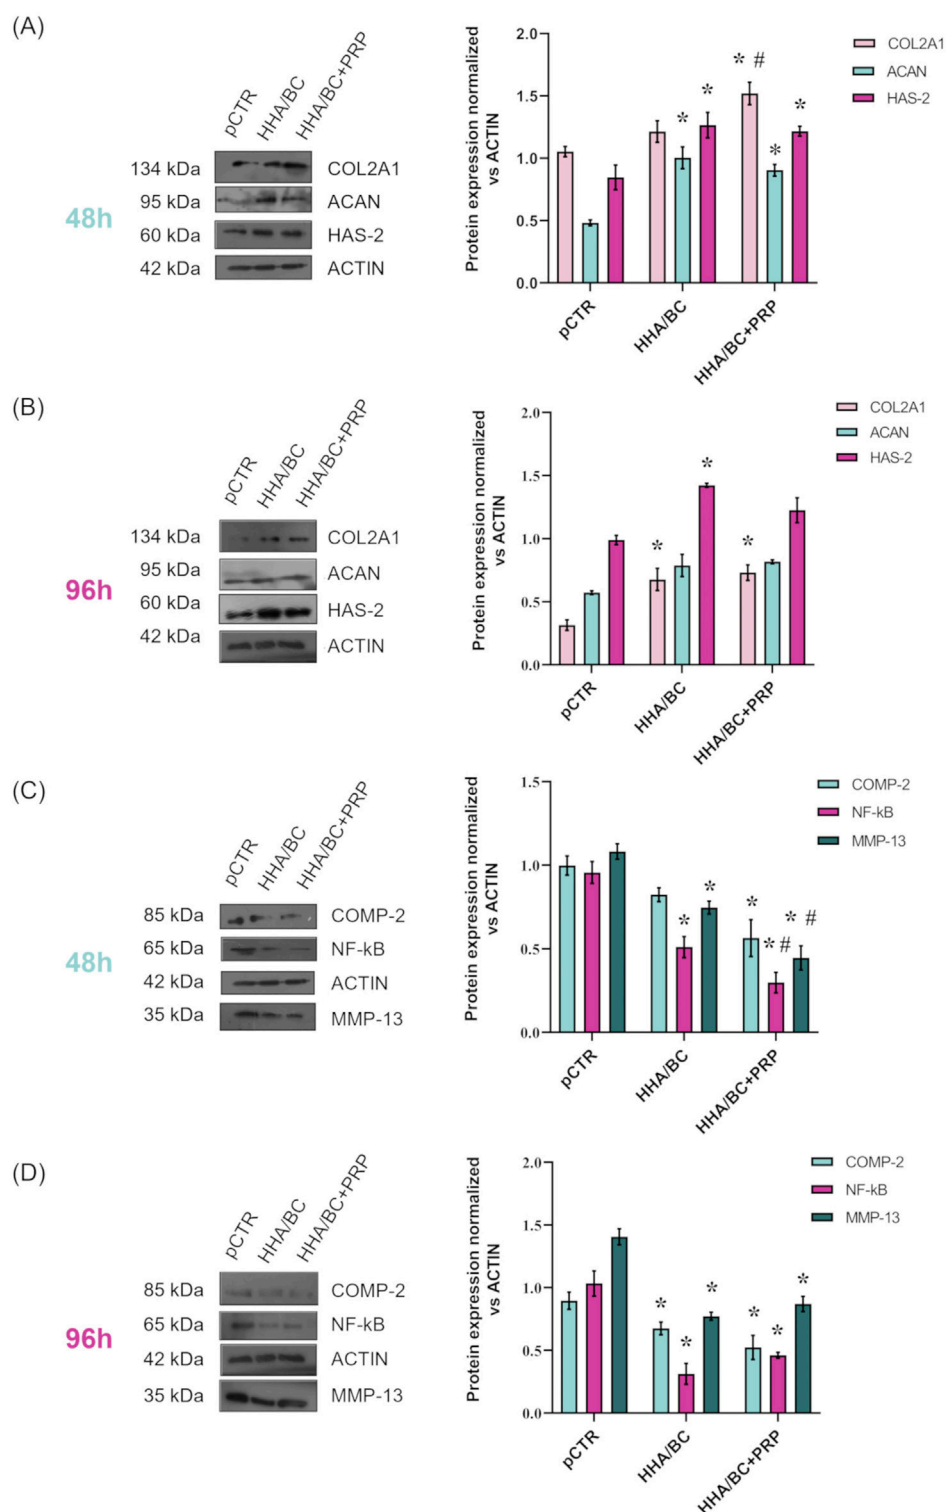 (A)
pCTR
HHA/BC
HHA/BC+PRP
48h
134 kDa
COL2A1
95 kDa
ACAN
60 kDa
HAS-2
42 kDa
ACTIN
Protein expression normalized
vs ACTIN
2.0
1.5
1.0
0.5
0.0
* #
*
*
*
*
pCTR
HHA/BC
HHA/BC+PRP
COL2A1
ACAN
HAS-2
(B)
pCTR
HHA/BC
HHA/BC+PRP
96h
134 kDa
COL2A1
95 kDa
ACAN
60 kDa
HAS-2
42 kDa
ACTIN
Protein expression normalized
vs ACTIN
2.0
1.5
1.0
0.5
0.0
*
*
*
pCTR
HHA/BC
HHA/BC+PRP
COL2A1
ACAN
HAS-2
(C)
pCTR
HHA/BC
HHA/BC+PRP
48h
85 kDa
COMP-2
65 kDa
NF-kB
42 kDa
ACTIN
35 kDa
MMP-13
Protein expression normalized
vs ACTIN
1.5
1.0
0.5
0.0
*
*
*
* #
* #
pCTR
HHA/BC
HHA/BC+PRP
COMP-2
NF-kB
MMP-13
(D)
pCTR
HHA/BC
HHA/BC+PRP
96h
85 kDa
COMP-2
65 kDa
NF-kB
42 kDa
ACTIN
35 kDa
MMP-13
Protein expression normalized
vs ACTIN
2.0
1.5
1.0
0.5
0.0
*
*
*
*
*
*
pCTR
HHA/BC
HHA/BC+PRP
COMP-2
NF-kB
MMP-13